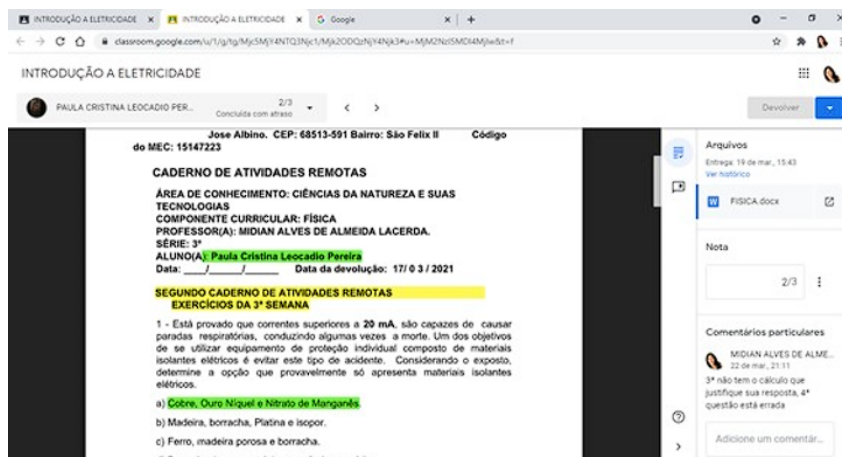 INTRODUÇÃO A ELETRICIDADE
INTRODUÇÃO A ELETRICIDADE
Google
INTRODUÇÃO A ELETRICIDADE
PAULA CRISTINA LEOCADIO PER...
2/3
Concluída com atraso
Devolver
Jose Albino. CEP: 68513-591 Bairro: São Felix II Código
do MEC: 15147223
CADERNO DE ATIVIDADES REMOTAS
ÁREA DE CONHECIMENTO: CIÊNCIAS DA NATUREZA E SUAS
TECNOLOGIAS
COMPONENTE CURRICULAR: FÍSICA
PROFESSOR(A): MIDIAN ALVES DE ALMEIDA LACERDA.
SÉRIE: 3ª
ALUNO(A): Paula Cristina Leocadio Pereira
Data: ____/______/______ Data da devolução: 17/ 0 3 / 2021
SEGUNDO CADERNO DE ATIVIDADES REMOTAS
EXERCÍCIOS DA 3ª SEMANA
1 - Está provado que correntes superiores a 20 mA, são capazes de causar
paradas respiratórias, conduzindo algumas vezes a morte. Um dos objetivos
de se utilizar equipamento de proteção individual composto de materiais
isolantes elétricos é evitar este tipo de acidente. Considerando o exposto,
determine a opção que provavelmente só apresenta materiais isolantes
elétricos.
a) Cobre, Ouro Níquel e Nitrato de Manganês.
b) Madeira, borracha, Platina e isopor.
c) Ferro, madeira porosa e borracha.
Arquivos
Entrega: 19 de mar., 15:43
Ver histórico
FISICA.docx
Nota
2/3
Comentários particulares
MIDIAN ALVES DE ALME...
22 de mar., 21:11
3ª não tem o cálculo que
justifique sua resposta, 4ª
questão está errada
Adicione um comentár...